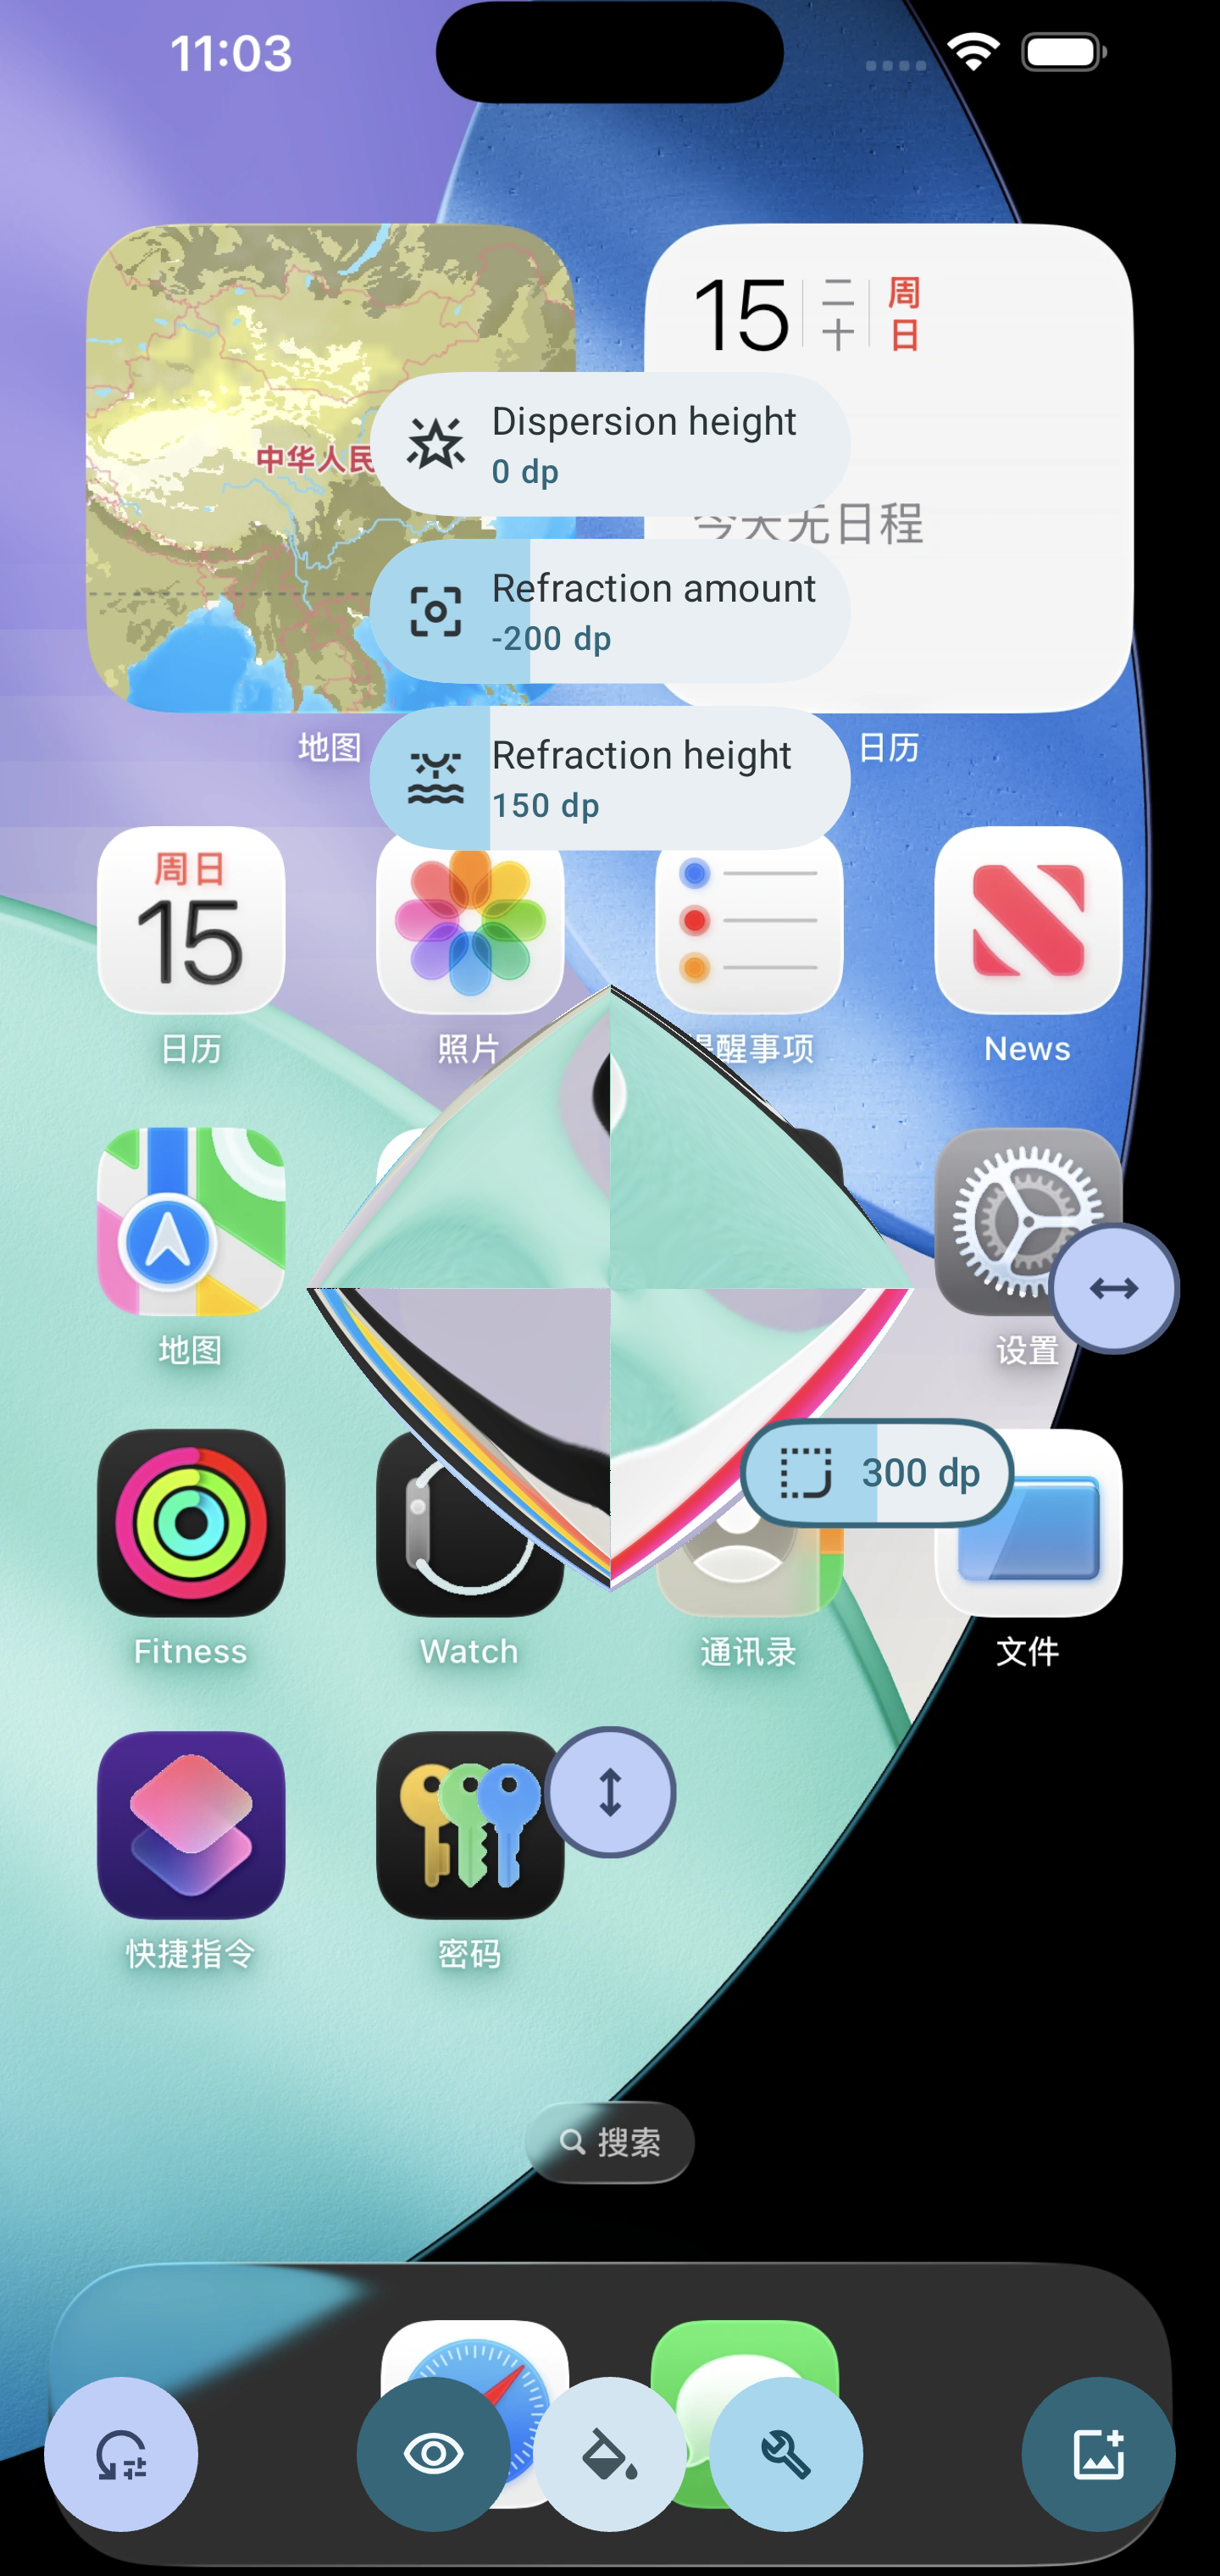 11:03
15
二十
周日
中华人民
Dispersion height
0 dp
今天无日程
Refraction amount
-200 dp
地图
Refraction height
150 dp
日历
周日
15
日历
照片
提醒事项
News
地图
设置
300 dp
Fitness
Watch
通讯录
文件
快捷指令
密码
搜索